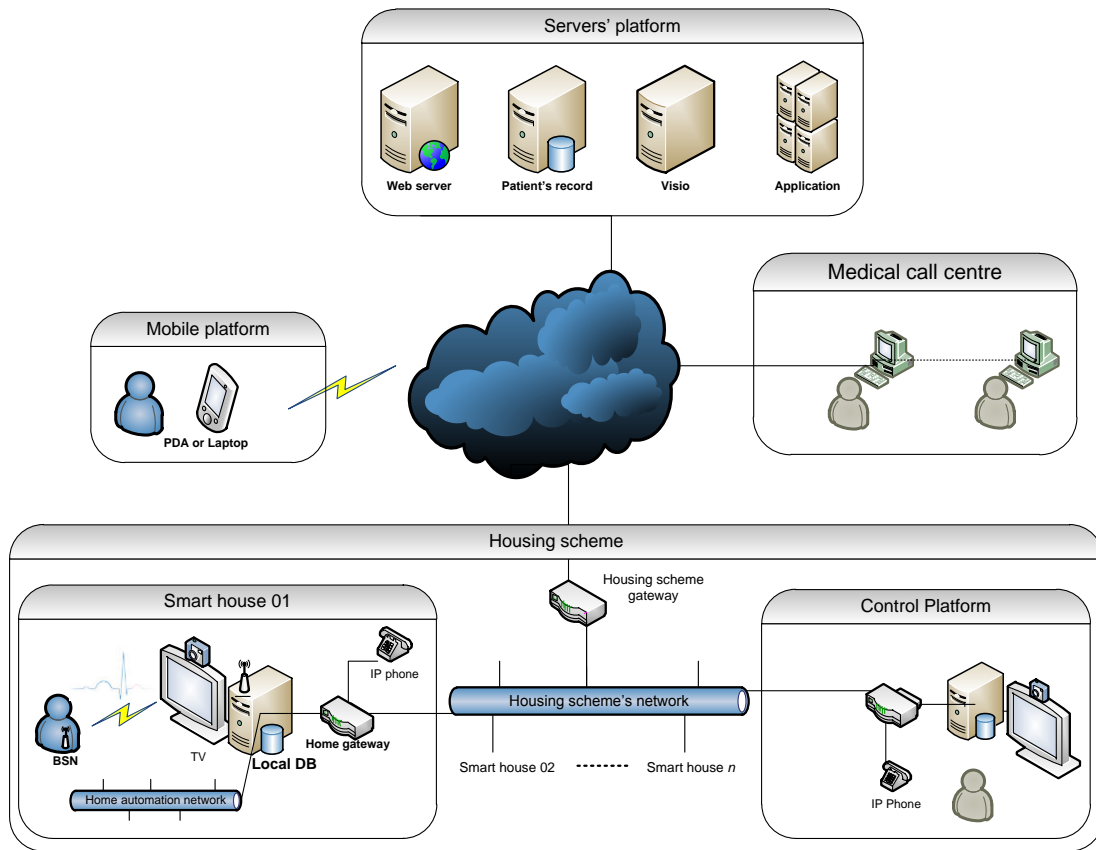 Servers' platform
Web server
Patient's record
Visio
Application
Medical call centre
Mobile platform
PDA or Laptop
Housing scheme
Housing scheme
gateway
Smart house 01
IP phone
BSN
TV
Local DB
Home gateway
Home automation network
Housing scheme's network
Smart house 02
Smart house n
Control Platform
IP Phone